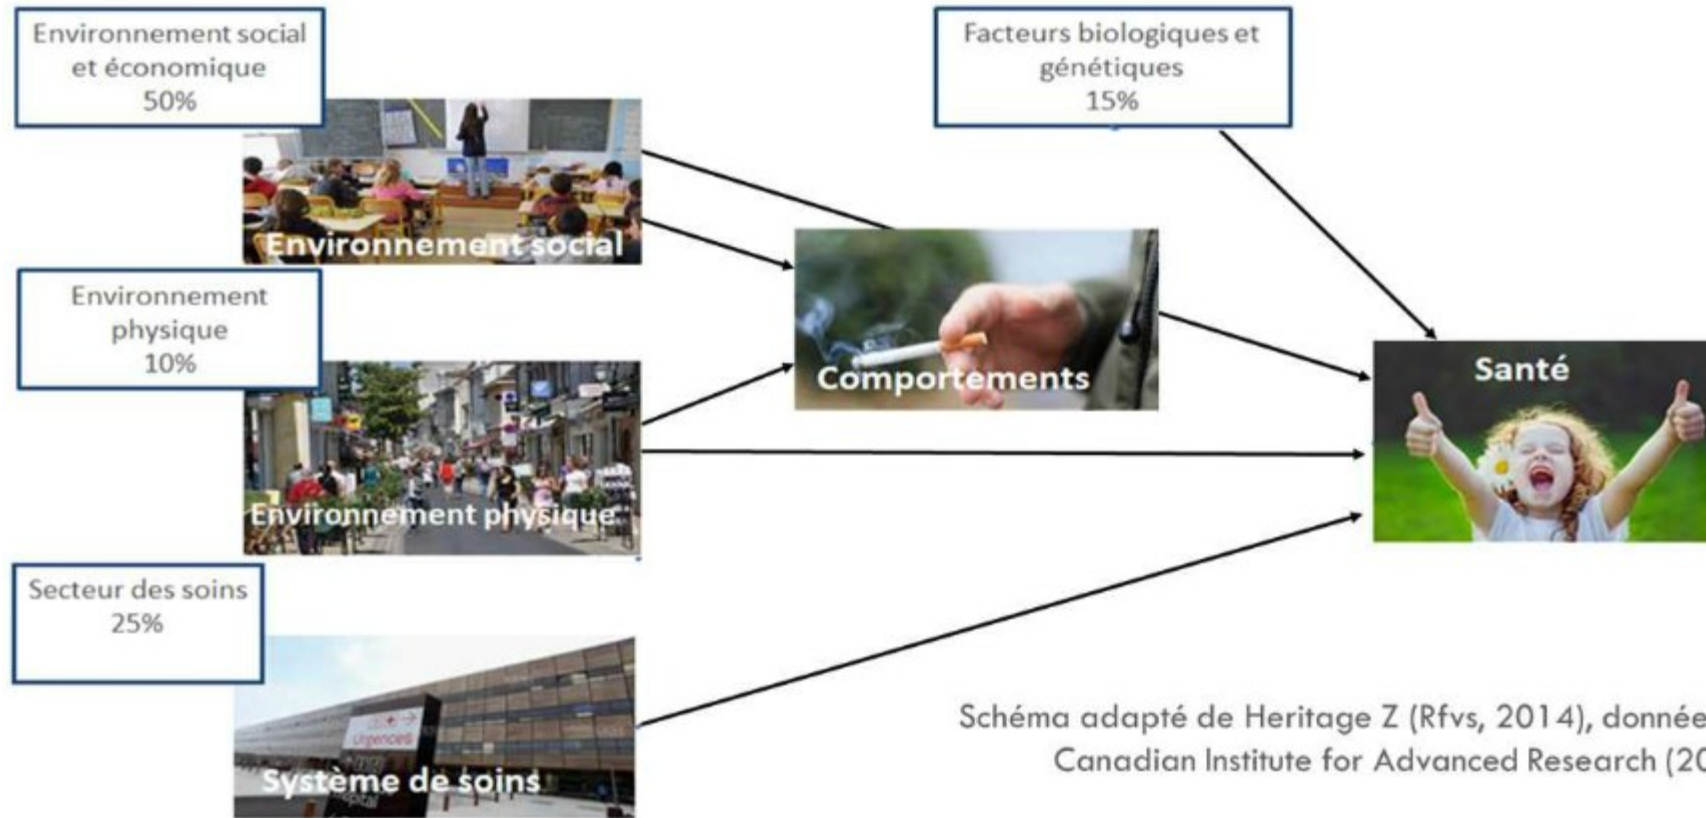 Environnement social
et économique
50%
Facteurs biologiques et
génétiques
15%
Environnement social
Environnement
physique
10%
Comportements
Santé
Environnement physique
Secteur des soins
25%
Urgences
Système de soins
Schéma adapté de Heritage Z (Rfvs, 2014), donnée
Canadian Institute for Advanced Research (20